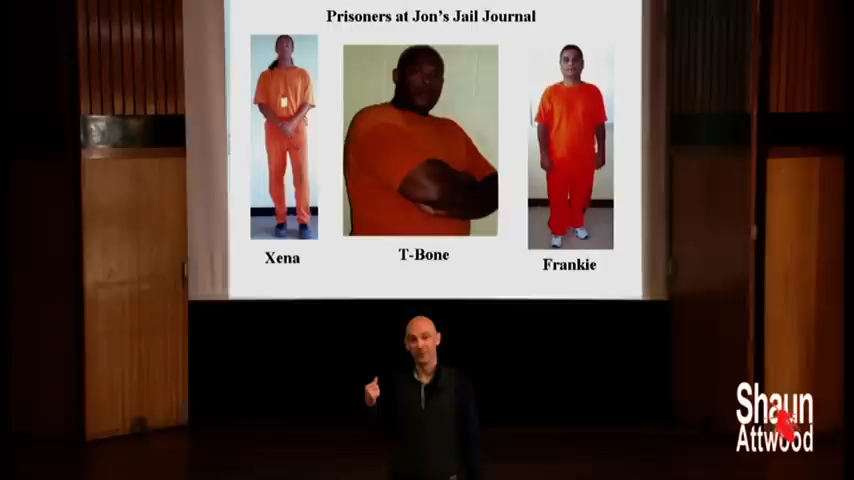 Prisoners at Jon's Jail Journal
Xena
T-Bone
Frankie
Shaun
Attwood